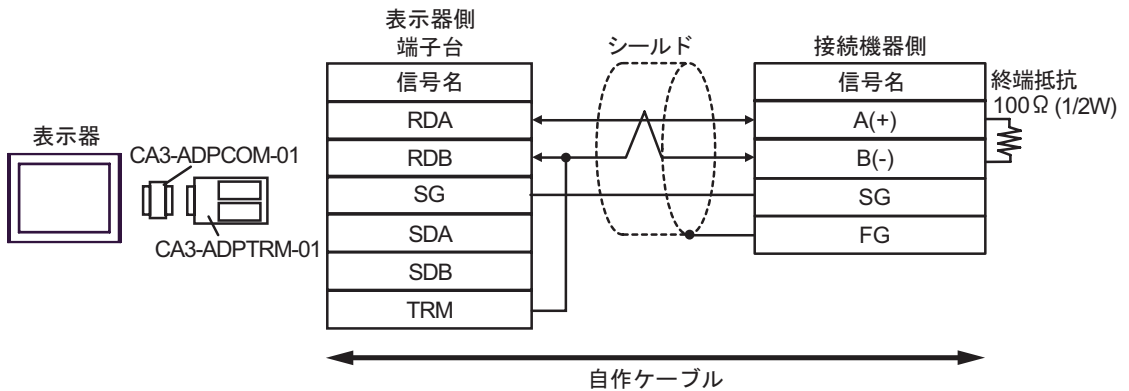 表示器
CA3-ADPCOM-01
CA3-ADPTRM-01
表示器側
端子台
信号名
RDA
RDB
SG
SDA
SDB
TRM
シールド
接続機器側
信号名
A(+)
B(-)
SG
FG
終端抵抗
100Ω (1/2W)
自作ケーブル